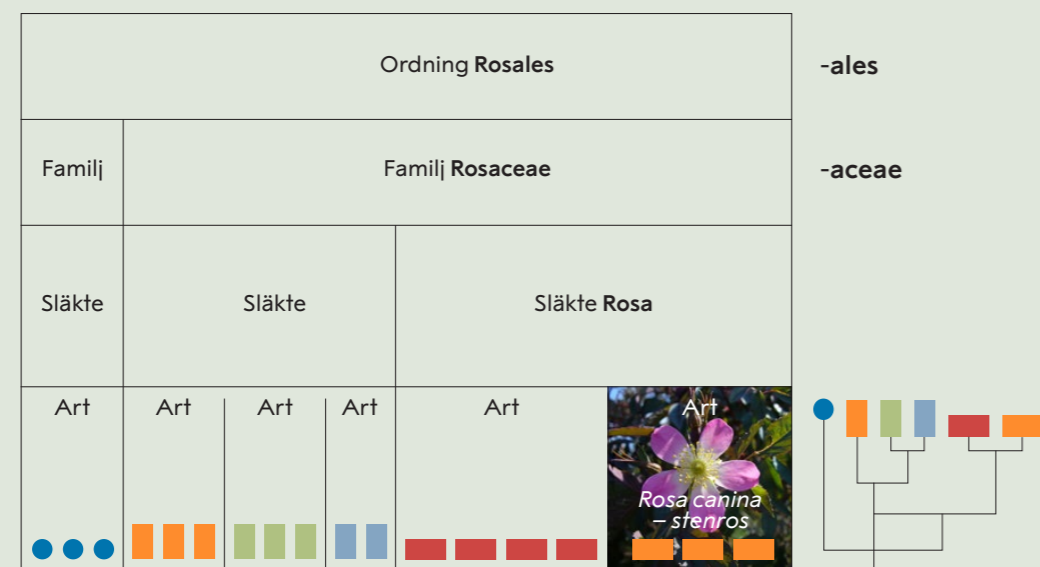 Ordning Rosales
-ales
Familj
Familj Rosaceae
-aceae
Släkte
Släkte
Släkte Rosa
Art
Art
Art
Art
Art
Art
Rosa canina
– stenros